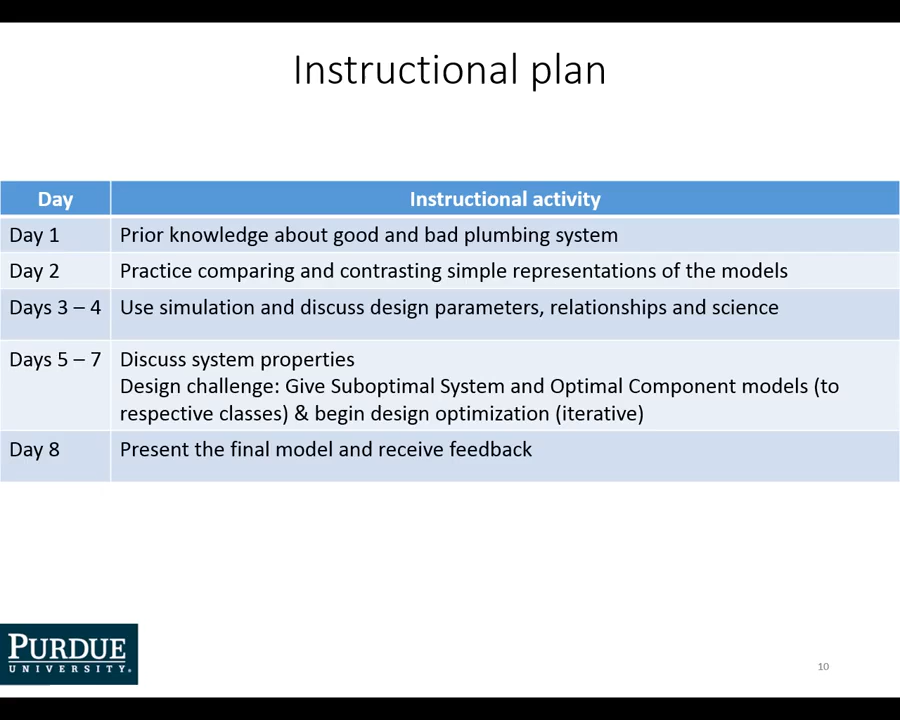 Instructional plan
Day Instructional activity
Day 1 Prior knowledge about good and bad plumbing system
Day 2 Practice comparing and contrasting simple representations of the models
Days 3 – 4 Use simulation and discuss design parameters, relationships and science
Days 5 – 7 Discuss system properties
Design challenge: Give Suboptimal System and Optimal Component models (to
respective classes) & begin design optimization (iterative)
Day 8 Present the final model and receive feedback
PURDUE
UNIVERSITY®
10